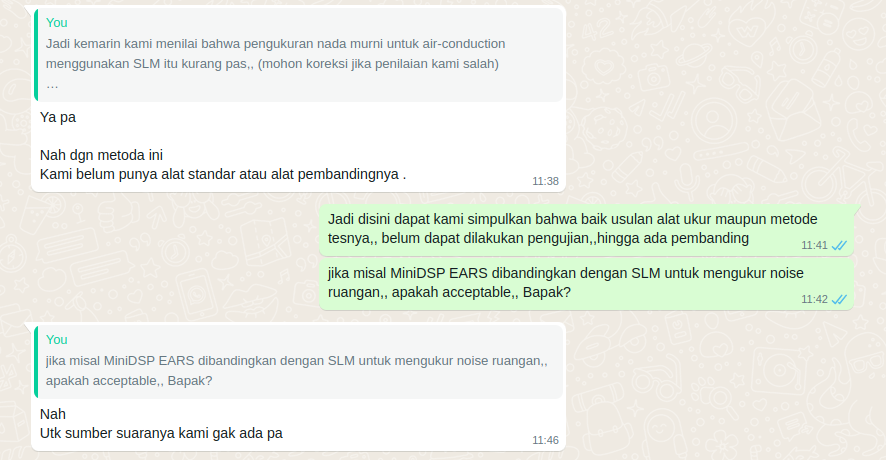 You
Jadi kemarin kami menilai bahwa pengukuran nada murni untuk air-conduction
menggunakan SLM itu kurang pas,, (mohon koreksi jika penilaian kami salah)
...
Ya pa
Nah dgn metoda ini
Kami belum punya alat standar atau alat pembandingnya .
11:38
Jadi disini dapat kami simpulkan bahwa baik usulan alat ukur maupun metode
tesnya,, belum dapat dilakukan pengujian,,hingga ada pembanding
11:41
jika misal MiniDSP EARS dibandingkan dengan SLM untuk mengukur noise
ruangan,, apakah acceptable,, Bapak?
11:42
You
jika misal MiniDSP EARS dibandingkan dengan SLM untuk mengukur noise ruangan,,
apakah acceptable,, Bapak?
Nah
Utk sumber suaranya kami gak ada pa
11:46